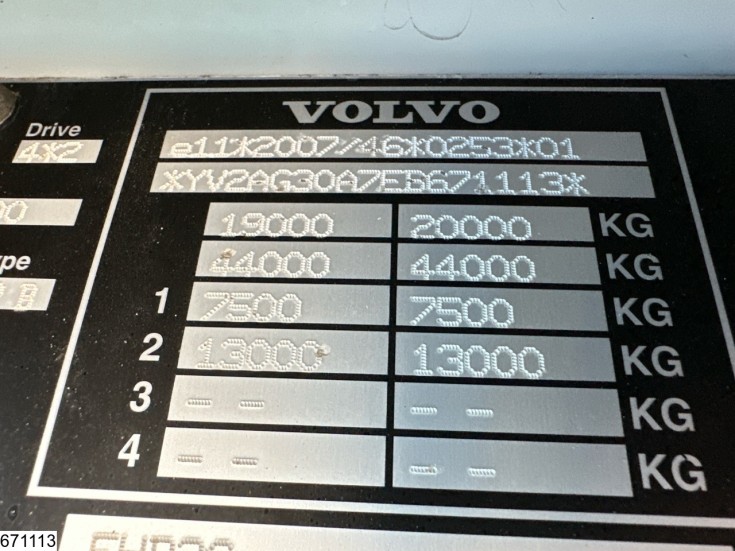 VOLVO
Drive
4X2
e11*2007/46*0253*01
*YV2AG30A7EB671113*
19000 20000 KG
44000 44000 KG
1 7500 7500 KG
2 13000 13000 KG
3 - - - - KG
4 - - - - KG
671113